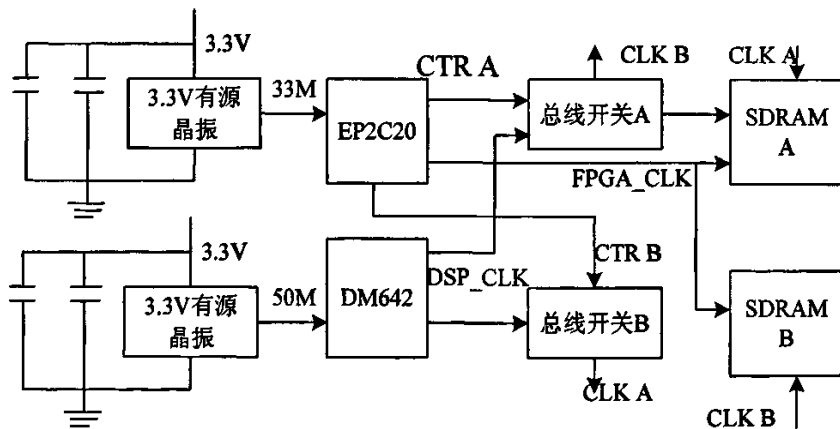 3.3V
3.3V有源
晶振
33M
EP2C20
CTR A
CLK B
总线开关A
CLK A
SDRAM
A
FPGA_CLK
3.3V
3.3V有源
晶振
50M
DM642
DSP_CLK
CTR B
总线开关B
CLK A
SDRAM
B
CLK B